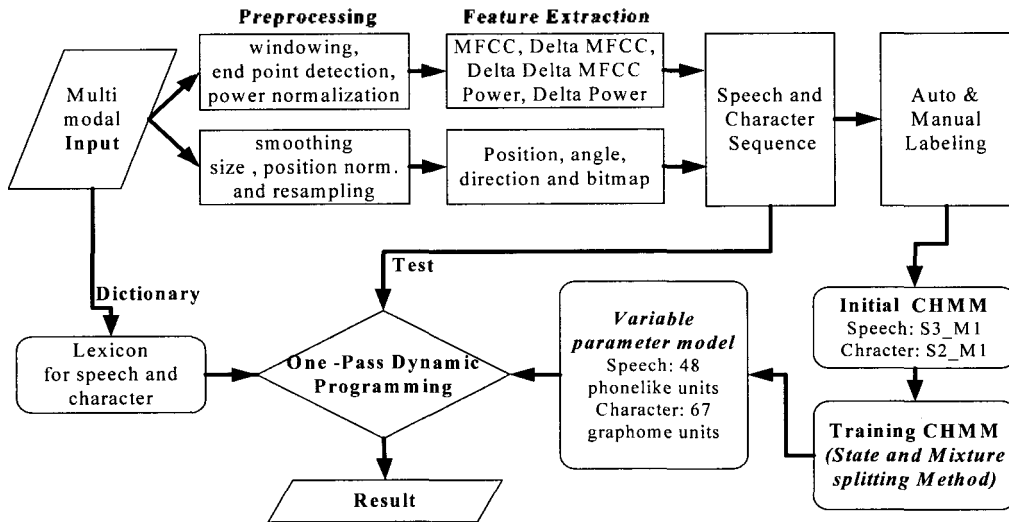 Preprocessing
Feature Extraction
Multi
modal
Input
windowing,
end point detection,
power normalization
MFCC, Delta MFCC,
Delta Delta MFCC
Power, Delta Power
smoothing
size , position norm.
and resampling
Position, angle,
direction and bitmap
Speech and
Character
Sequence
Auto &
Manual
Labeling
Test
Dictionary
Lexicon
for speech and
character
One -Pass Dynamic
Programming
Variable
parameter model
Speech: 48
phonelike units
Character: 67
graphome units
Initial CHMM
Speech: S3_M1
Chracter: S2_M1
Training CHMM
(State and Mixture
splitting Method)
Result